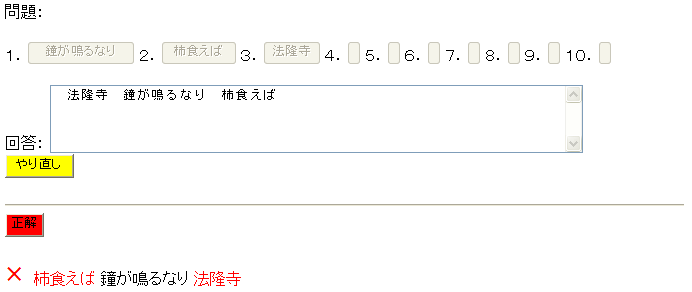 問題:
1. 鐘が鳴るなり 2. 柿食えば 3. 法隆寺 4. 5. 6. 7. 8. 9. 10.
法隆寺　鐘が鳴るなり　柿食えば
回答:
やり直し
正解
× 柿食えば 鐘が鳴るなり 法隆寺